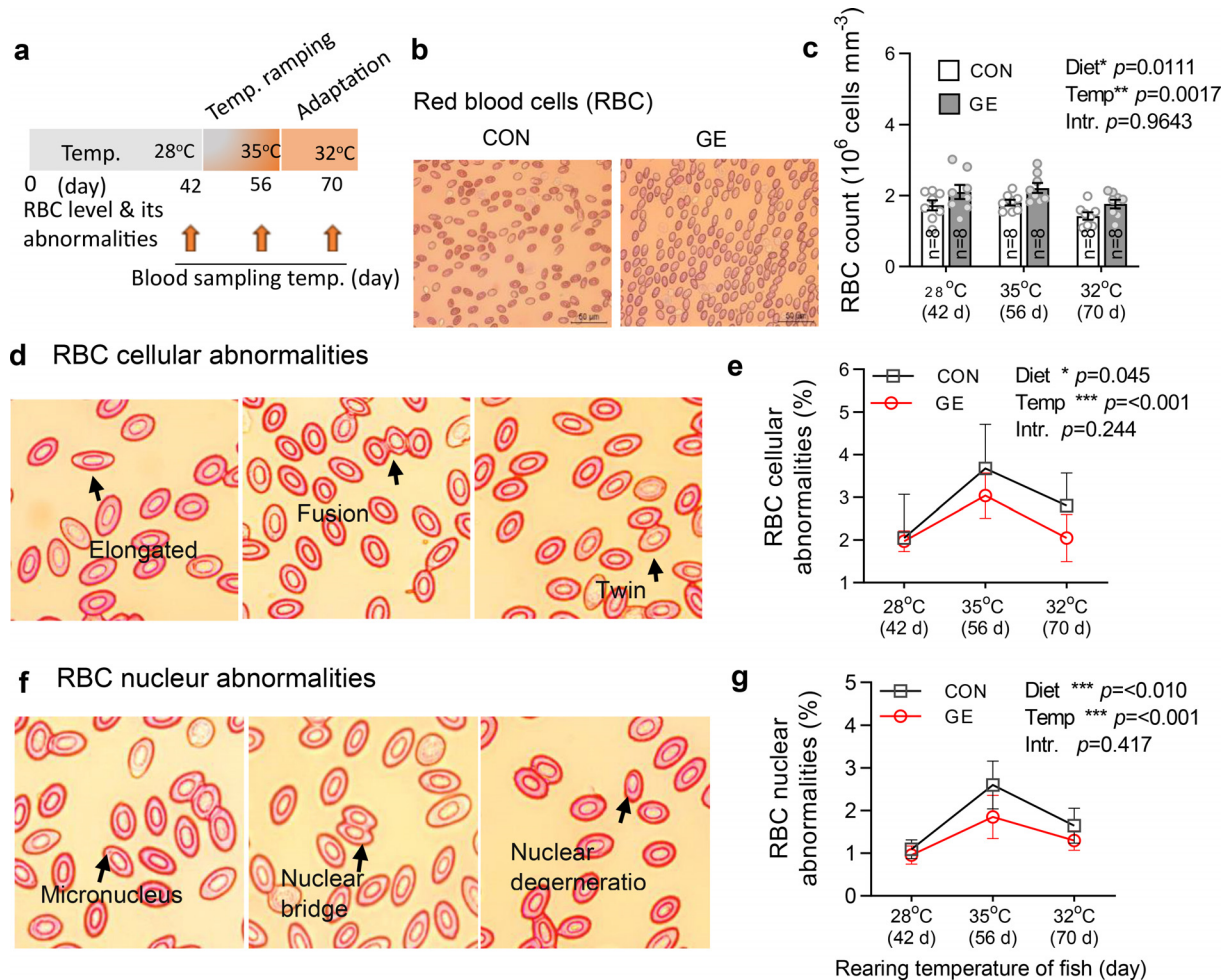 a
Temp. ramping
Adaptation
Temp.
28°C
35°C
32°C
0
(day)
42
56
70
RBC level & its
abnormalities
Blood sampling temp. (day)
b
Red blood cells (RBC)
CON
GE
50 µm
50 µm
c
RBC count (10⁶ cells mm⁻³)
6
4
2
0
CON
GE
Diet* p=0.0111
Temp** p=0.0017
Intr. p=0.9643
n=8
n=8
n=8
n=8
n=8
n=8
28°C
(42 d)
35°C
(56 d)
32°C
(70 d)
d RBC cellular abnormalities
Elongated
Fusion
Twin
e
RBC cellular
abnormalities (%)
6
5
4
3
2
1
CON
GE
Diet * p=0.045
Temp *** p=<0.001
Intr. p=0.244
28°C
(42 d)
35°C
(56 d)
32°C
(70 d)
f RBC nucleur abnormalities
Micronucleus
Nuclear
bridge
Nuclear
degerneratio
g
RBC nuclear
abnormalities (%)
5
4
3
2
1
0
CON
GE
Diet *** p=<0.010
Temp *** p=<0.001
Intr. p=0.417
28°C
(42 d)
35°C
(56 d)
32°C
(70 d)
Rearing temperature of fish (day)